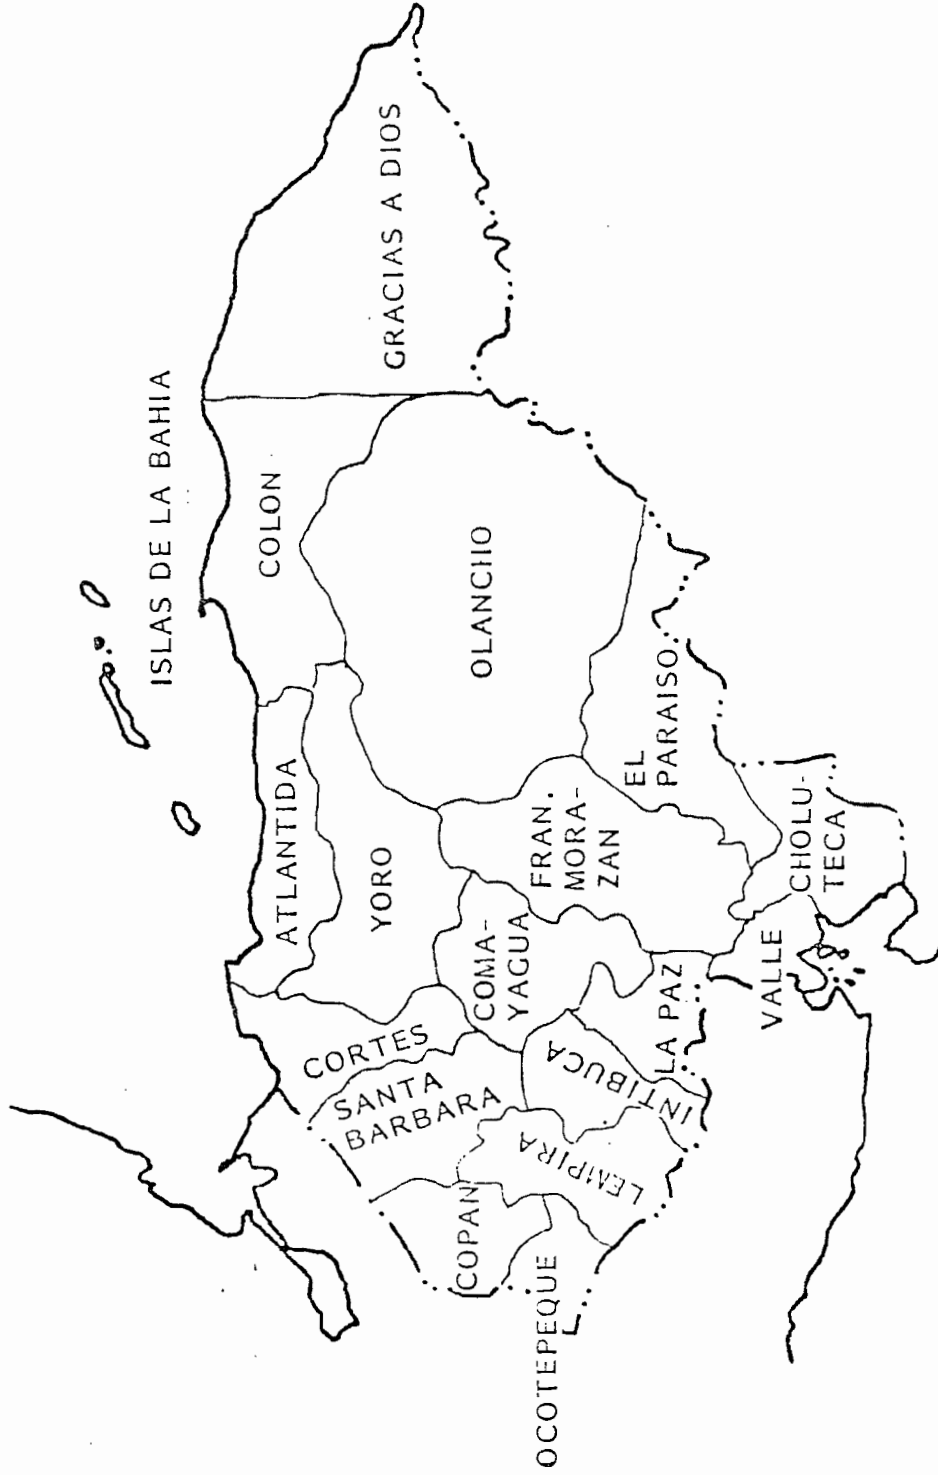 ISLAS DE LA BAHIA
GRACIAS A DIOS
COLON
ATLANTIDA
YORO
OLANCHO
CORTES
SANTA
BARBARA
COPAN
OCOTEPEQUE
LEMPIRA
INTIBUCA
COMA-
YAGUA
LA PAZ
FRAN.
MORA-
ZAN
EL
PARAISO
VALLE
CHOLU-
TECA